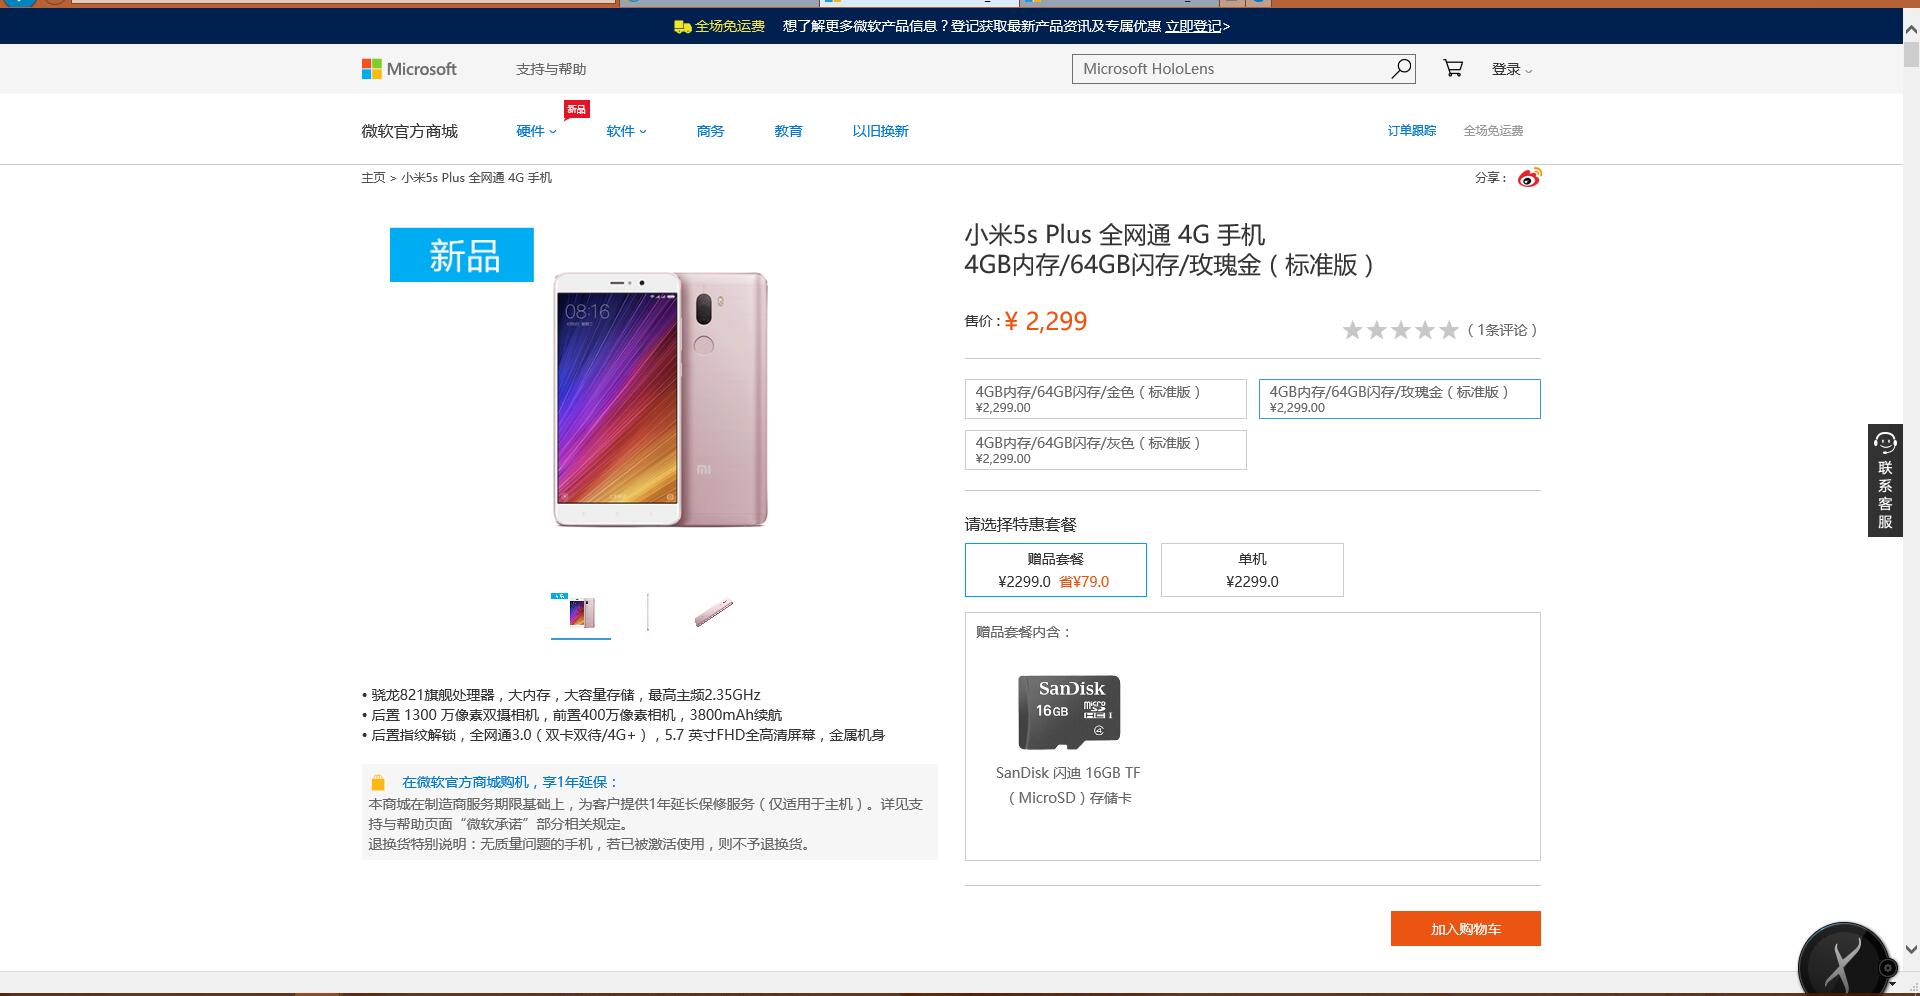 全场免运费 想了解更多微软产品信息？登记获取最新产品资讯及专属优惠 立即登记>
Microsoft 支持与帮助 Microsoft HoloLens 登录
新品
微软官方商城 硬件 软件 商务 教育 以旧换新 订单跟踪 全场免运费
主页 > 小米5s Plus 全网通 4G 手机 分享：
新品
08:16
MI
小米5s Plus 全网通 4G 手机
4GB内存/64GB闪存/玫瑰金（标准版）
售价：¥ 2,299 （1条评论）
4GB内存/64GB闪存/金色（标准版）
¥2,299.00
4GB内存/64GB闪存/玫瑰金（标准版）
¥2,299.00
4GB内存/64GB闪存/灰色（标准版）
¥2,299.00
请选择特惠套餐
赠品套餐
¥2299.0 省¥79.0
单机
¥2299.0
赠品套餐内含：
SanDisk
16GB micro HC I
4
SanDisk 闪迪 16GB TF
（MicroSD）存储卡
• 骁龙821旗舰处理器，大内存，大容量存储，最高主频2.35GHz
• 后置 1300 万像素双摄相机，前置400万像素相机，3800mAh续航
• 后置指纹解锁，全网通3.0（双卡双待/4G+），5.7 英寸FHD全高清屏幕，金属机身
在微软官方商城购机，享1年延保：
本商城在制造商服务期限基础上，为客户提供1年延长保修服务（仅适用于主机）。详见支
持与帮助页面“微软承诺”部分相关规定。
退换货特别说明：无质量问题的手机，若已被激活使用，则不予退换货。
加入购物车
联系客服